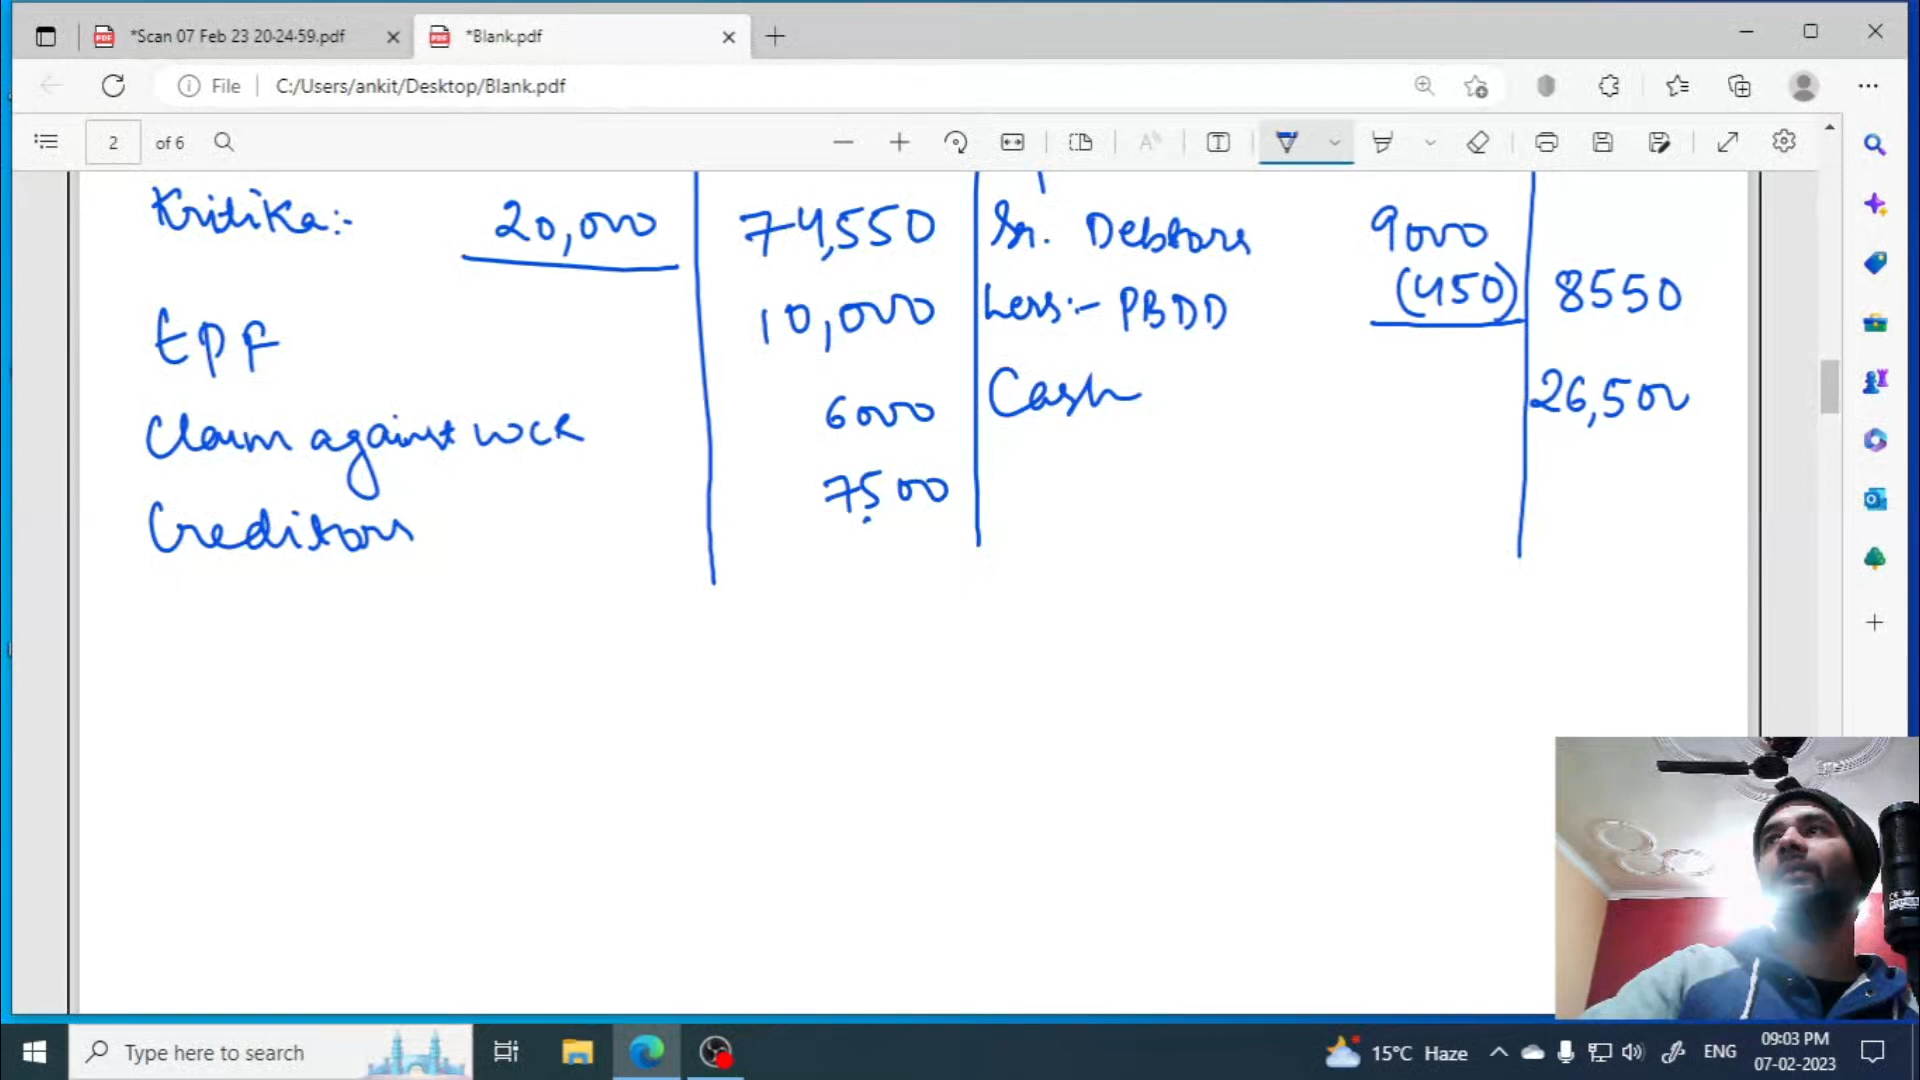 *Scan 07 Feb 23 20-24-59.pdf
*Blank.pdf
File
C:/Users/ankit/Desktop/Blank.pdf
2 of 6
Kritika:- 20,000 74,550 Sn. Debtors 9000
EPF 10,000 Less:- PBDD (450) 8550
Claim against WCR 6000 Cash 26,500
Creditors 7500
Type here to search
15°C Haze
ENG
09:03 PM
07-02-2023